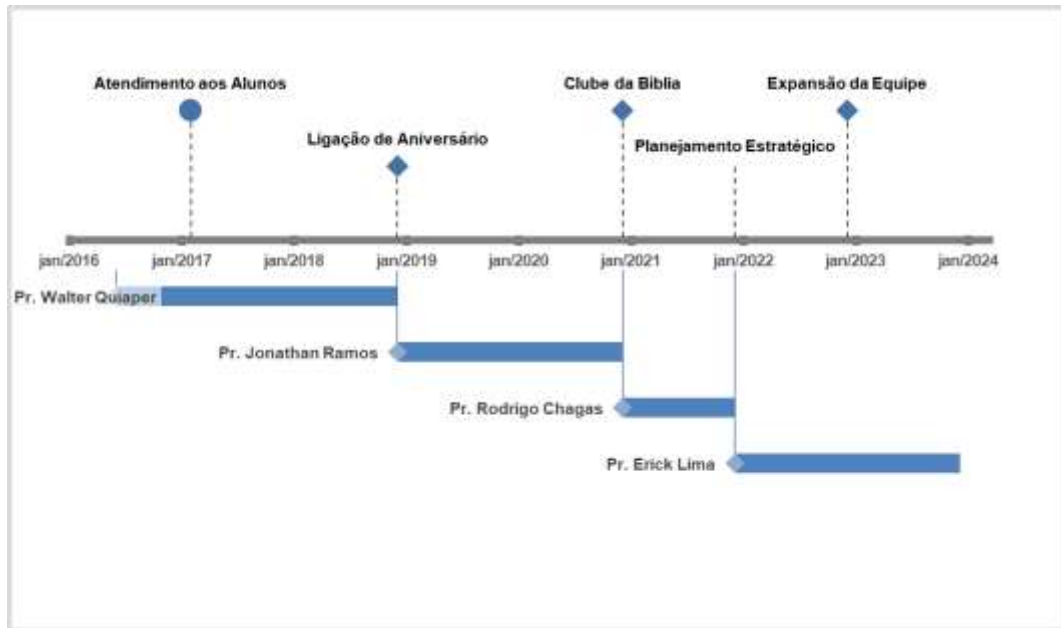 Atendimento aos Alunos
Clube da Bíblia
Expansão da Equipe
Ligação de Aniversário
Planejamento Estratégico
jan/2016
jan/2017
jan/2018
jan/2019
jan/2020
jan/2021
jan/2022
jan/2023
jan/2024
Pr. Walter Quiaper
Pr. Jonathan Ramos
Pr. Rodrigo Chagas
Pr. Erick Lima